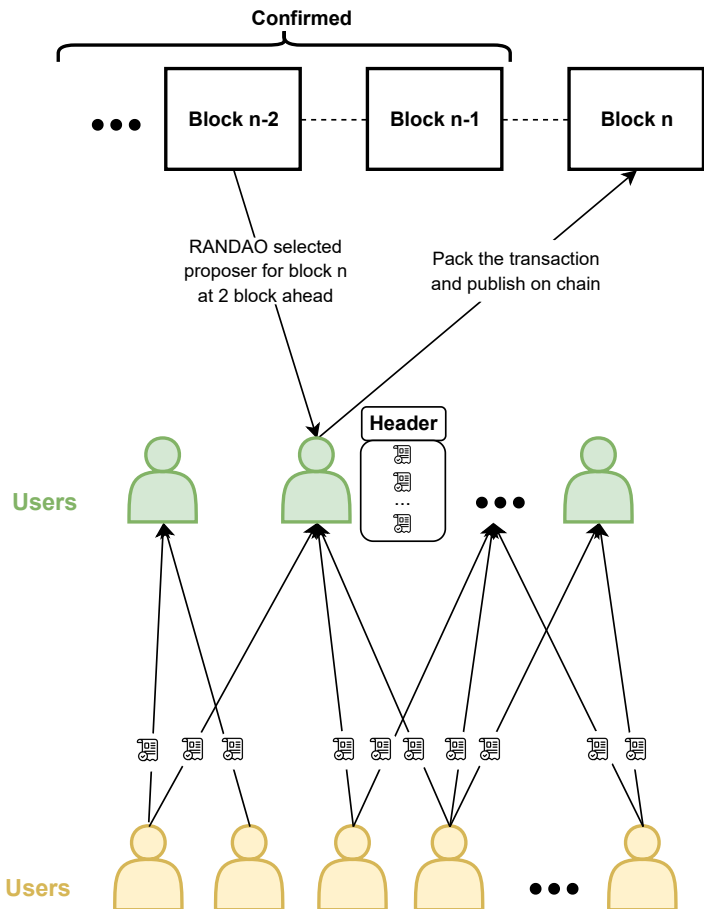 Confirmed
Block n-2
Block n-1
Block n
RANDAO selected
proposer for block n
at 2 block ahead
Pack the transaction
and publish on chain
Header
...
Users
Users